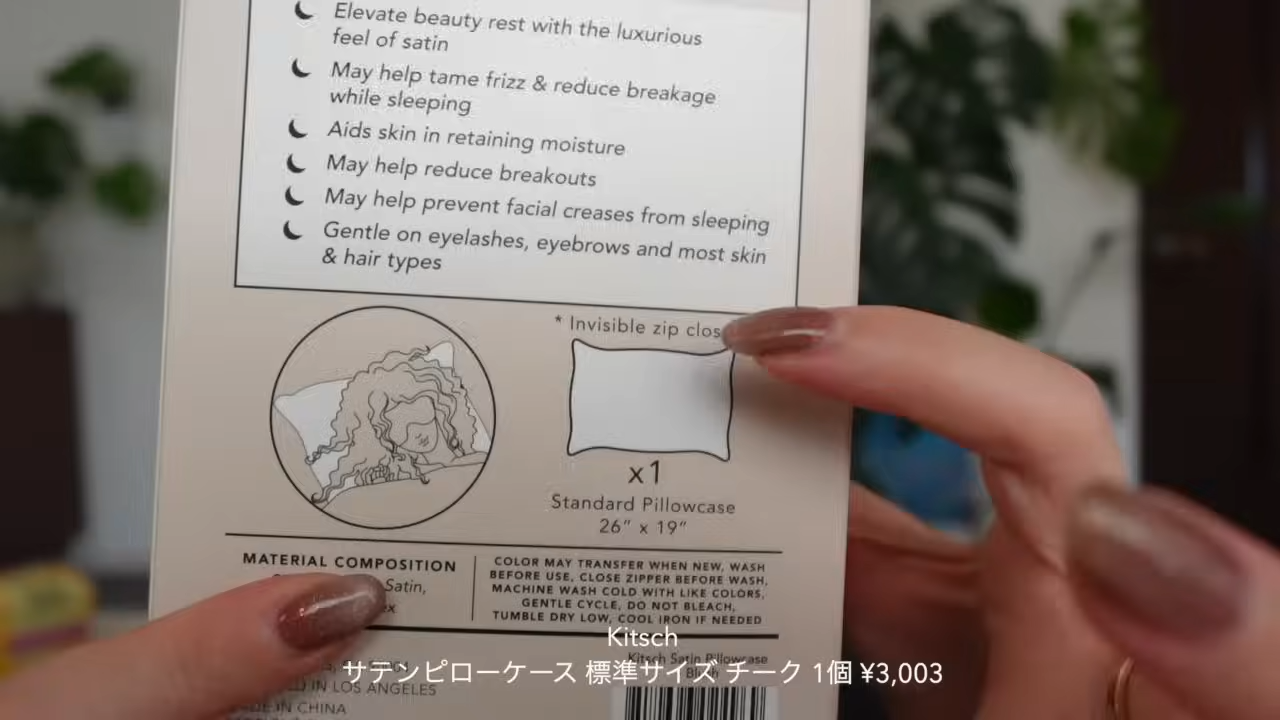 Elevate beauty rest with the luxurious
feel of satin
May help tame frizz & reduce breakage
while sleeping
Aids skin in retaining moisture
May help reduce breakouts
May help prevent facial creases from sleeping
Gentle on eyelashes, eyebrows and most skin
& hair types
* Invisible zip clos
x1
Standard Pillowcase
26" x 19"
MATERIAL COMPOSITION
Satin,
ex
COLOR MAY TRANSFER WHEN NEW, WASH
BEFORE USE, CLOSE ZIPPER BEFORE WASH,
MACHINE WASH COLD WITH LIKE COLORS,
GENTLE CYCLE, DO NOT BLEACH,
TUMBLE DRY LOW, COOL IRON IF NEEDED
Kitsch Satin Pillowcase
Blush
IN LOS ANGELES
IN CHINA
Kitsch
サテンピローケース 標準サイズ チーク 1個 ¥3,003